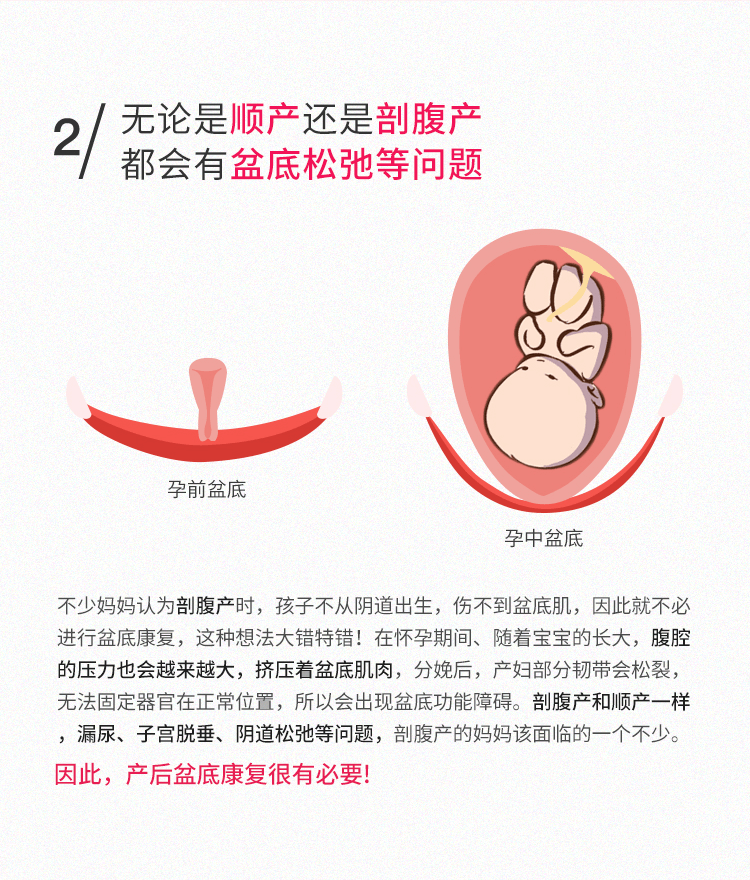 2/
无论是顺产还是剖腹产
都会有盆底松弛等问题
孕前盆底
孕中盆底
不少妈妈认为剖腹产时，孩子不从阴道出生，伤不到盆底肌，因此就不必
进行盆底康复，这种想法大错特错！在怀孕期间、随着宝宝的长大，腹腔
的压力也会越来越大，挤压着盆底肌肉，分娩后，产妇部分韧带会松裂，
无法固定器官在正常位置，所以会出现盆底功能障碍。剖腹产和顺产一样
，漏尿、子宫脱垂、阴道松弛等问题，剖腹产的妈妈该面临的一个不少。
因此，产后盆底康复很有必要!